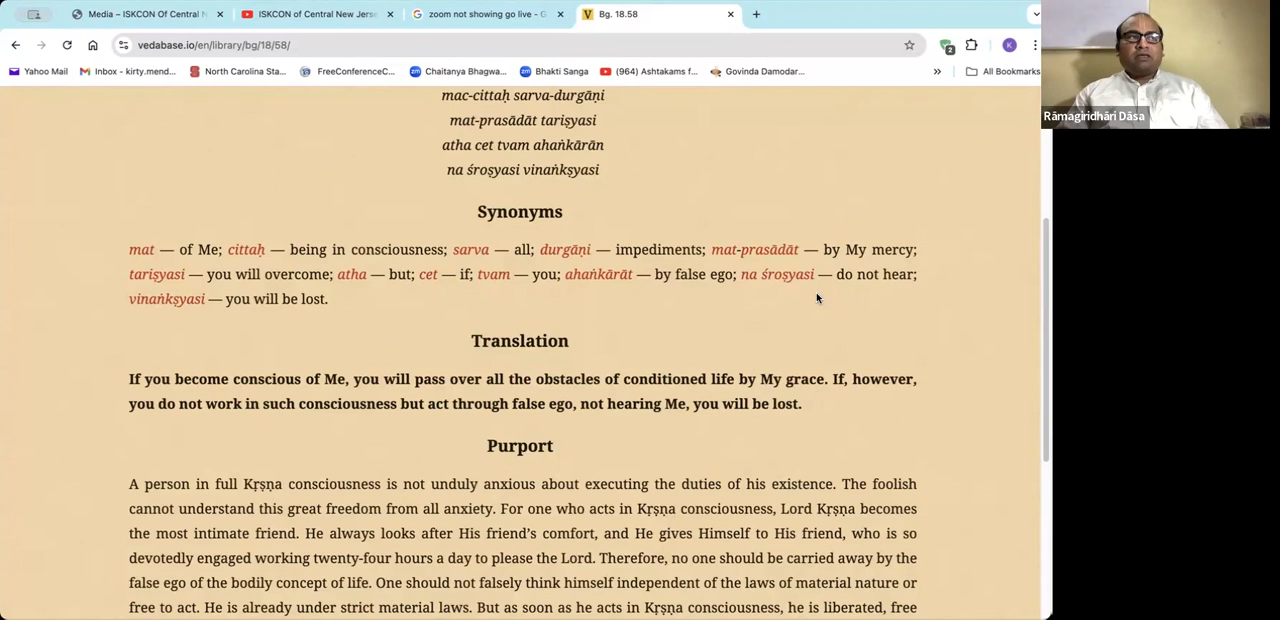 Media – ISKCON Of Central N
ISKCON of Central New Jerse
zoom not showing go live - G
Bg. 18.58
vedabase.io/en/library/bg/18/58/
2
K
Yahoo Mail
Inbox - kirty.mend...
North Carolina Sta...
FreeConferenceC...
zm Chaitanya Bhagwa...
zm Bhakti Sanga
(964) Ashtakams f...
Govinda Damodar...
»
All Bookmarks
Rāmagiridhāri Dāsa
mac-cittaḥ sarva-durgāṇi
mat-prasādāt tariṣyasi
atha cet tvam ahaṅkārān
na śroṣyasi vinaṅkṣyasi
Synonyms
mat — of Me; cittaḥ — being in consciousness; sarva — all; durgāṇi — impediments; mat-prasādāt — by My mercy;
tariṣyasi — you will overcome; atha — but; cet — if; tvam — you; ahaṅkārāt — by false ego; na śroṣyasi — do not hear;
vinaṅkṣyasi — you will be lost.
Translation
If you become conscious of Me, you will pass over all the obstacles of conditioned life by My grace. If, however,
you do not work in such consciousness but act through false ego, not hearing Me, you will be lost.
Purport
A person in full Kṛṣṇa consciousness is not unduly anxious about executing the duties of his existence. The foolish
cannot understand this great freedom from all anxiety. For one who acts in Kṛṣṇa consciousness, Lord Kṛṣṇa becomes
the most intimate friend. He always looks after His friend’s comfort, and He gives Himself to His friend, who is so
devotedly engaged working twenty-four hours a day to please the Lord. Therefore, no one should be carried away by the
false ego of the bodily concept of life. One should not falsely think himself independent of the laws of material nature or
free to act. He is already under strict material laws. But as soon as he acts in Kṛṣṇa consciousness, he is liberated, free